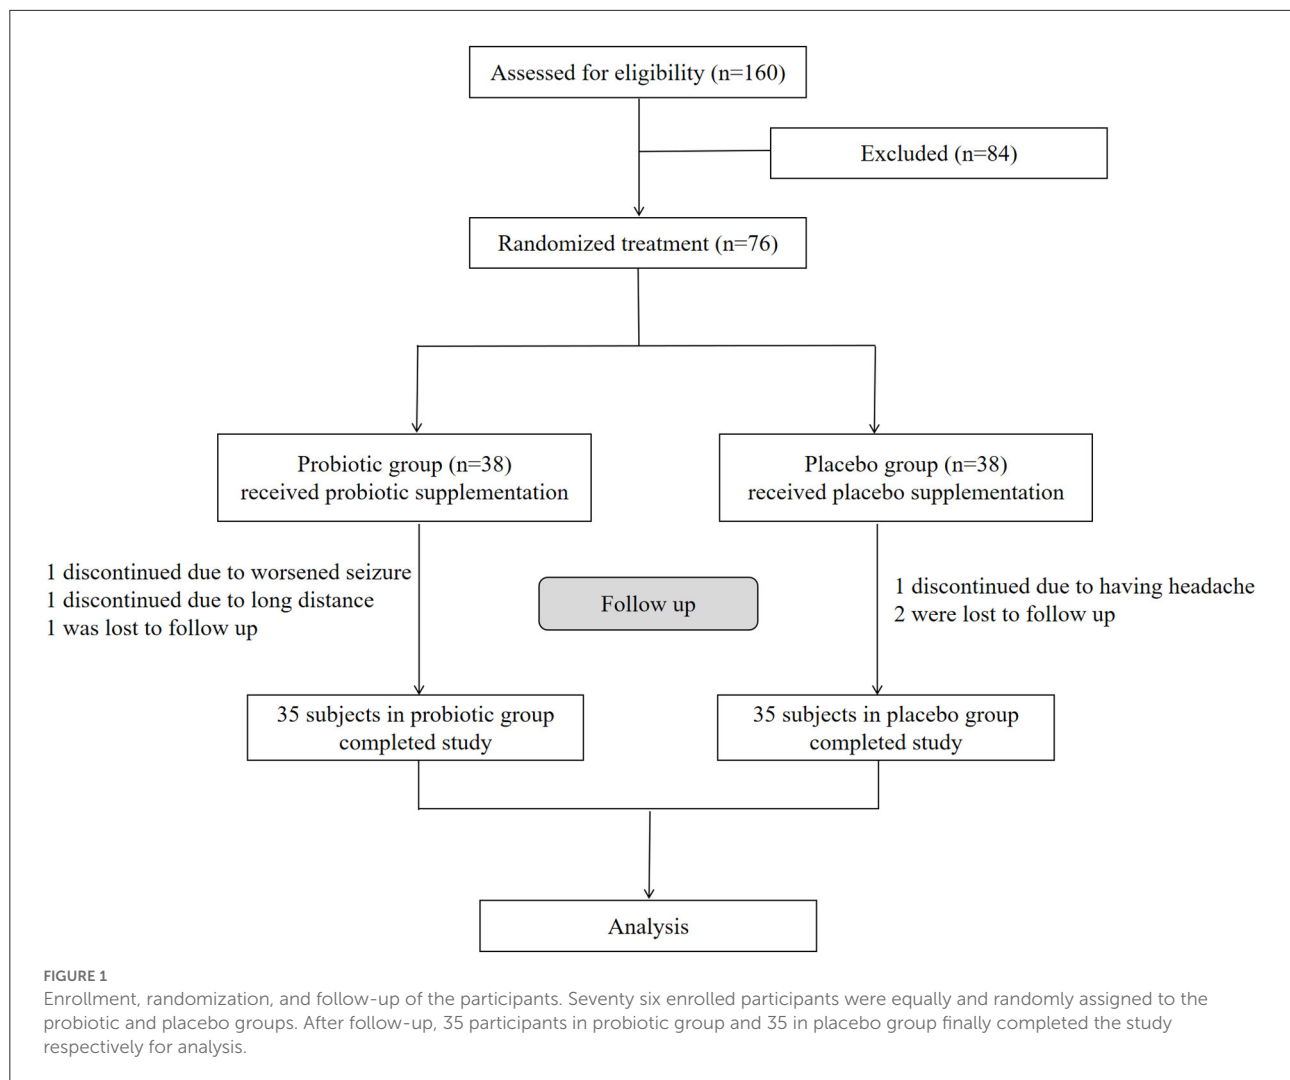 Assessed for eligibility (n=160)
Excluded (n=84)
Randomized treatment (n=76)
Probiotic group (n=38)
received probiotic supplementation
Placebo group (n=38)
received placebo supplementation
1 discontinued due to worsened seizure
1 discontinued due to long distance
1 was lost to follow up
Follow up
1 discontinued due to having headache
2 were lost to follow up
35 subjects in probiotic group
completed study
35 subjects in placebo group
completed study
Analysis
FIGURE 1
Enrollment, randomization, and follow-up of the participants. Seventy six enrolled participants were equally and randomly assigned to the
probiotic and placebo groups. After follow-up, 35 participants in probiotic group and 35 in placebo group finally completed the study
respectively for analysis.